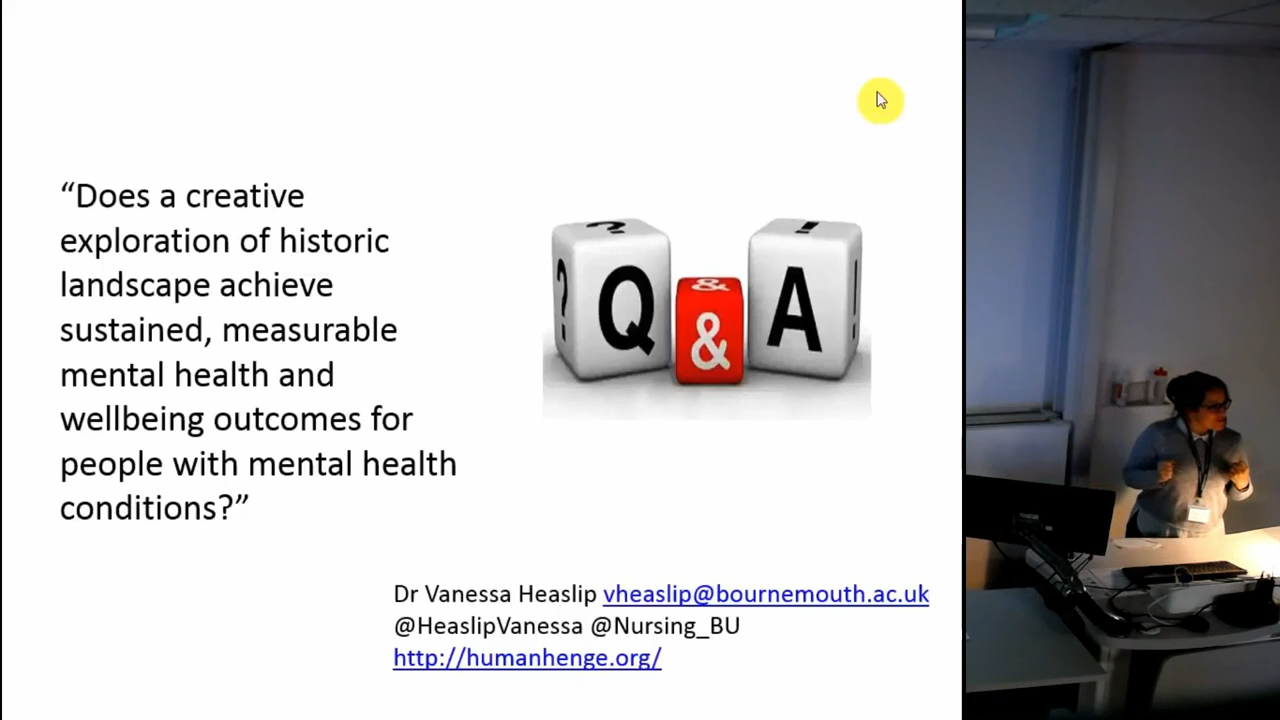 “Does a creative
exploration of historic
landscape achieve
sustained, measurable
mental health and
wellbeing outcomes for
people with mental health
conditions?”
? !
? Q & & A !
Dr Vanessa Heaslip vheaslip@bournemouth.ac.uk
@HeaslipVanessa @Nursing_BU
http://humanhenge.org/